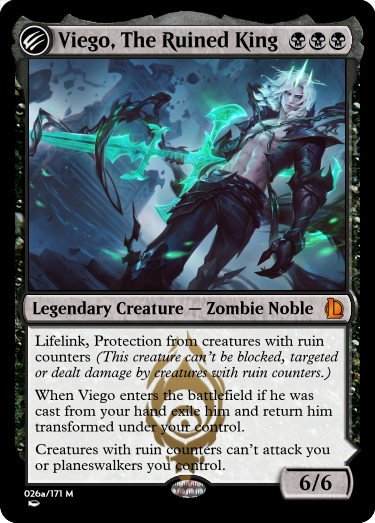 Viego, The Ruined King
Legendary Creature — Zombie Noble
Lifelink, Protection from creatures with ruin
counters (This creature can't be blocked, targeted
or dealt damage by creatures with ruin counters.)
When Viego enters the battlefield if he was
cast from your hand exile him and return him
transformed under your control.
Creatures with ruin counters can't attack you
or planeswalkers you control.
6/6
026a/171 M